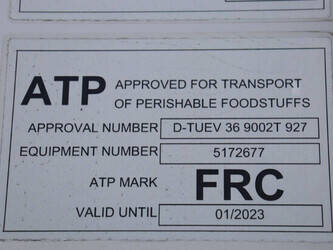 ATP APPROVED FOR TRANSPORT
OF PERISHABLE FOODSTUFFS
APPROVAL NUMBER D-TUEV 36 9002T 927
EQUIPMENT NUMBER 5172677
ATP MARK FRC
VALID UNTIL 01/2023